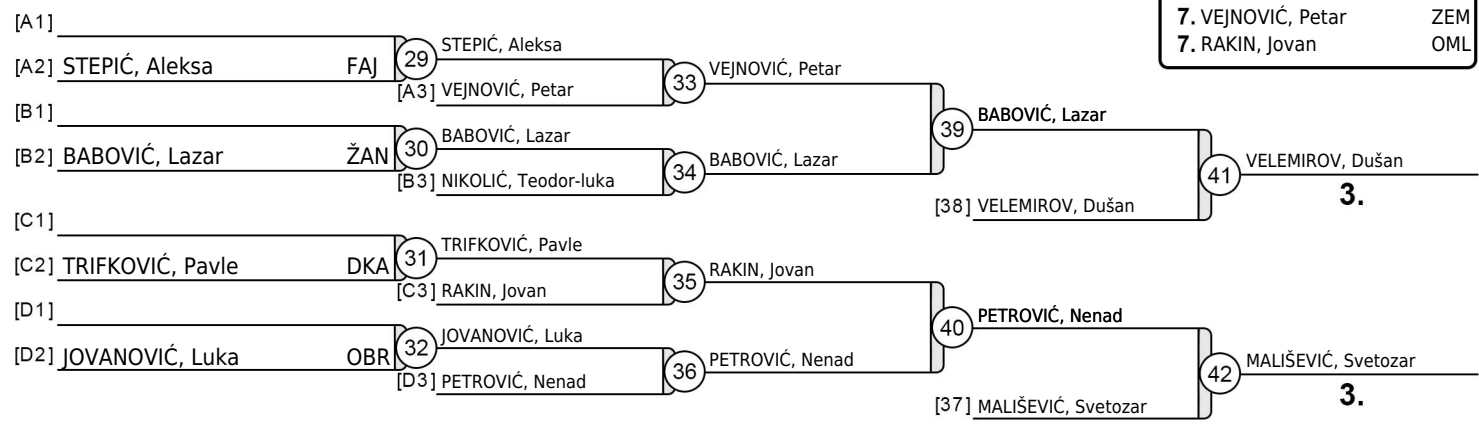 7. VEJNOVIĆ, Petar ZEM
7. RAKIN, Jovan OML
[A1]
[A2] STEPIĆ, Aleksa FAJ
29
STEPIĆ, Aleksa
[A3] VEJNOVIĆ, Petar
33
VEJNOVIĆ, Petar
[B1]
[B2] BABOVIĆ, Lazar ŽAN
30
BABOVIĆ, Lazar
[B3] NIKOLIĆ, Teodor-luka
34
BABOVIĆ, Lazar
39
BABOVIĆ, Lazar
[38] VELEMIROV, Dušan
41
VELEMIROV, Dušan
3.
[C1]
[C2] TRIFKOVIĆ, Pavle DKA
31
TRIFKOVIĆ, Pavle
[C3] RAKIN, Jovan
35
RAKIN, Jovan
[D1]
[D2] JOVANOVIĆ, Luka OBR
32
JOVANOVIĆ, Luka
[D3] PETROVIĆ, Nenad
36
PETROVIĆ, Nenad
40
PETROVIĆ, Nenad
[37] MALIŠEVIĆ, Svetozar
42
MALIŠEVIĆ, Svetozar
3.